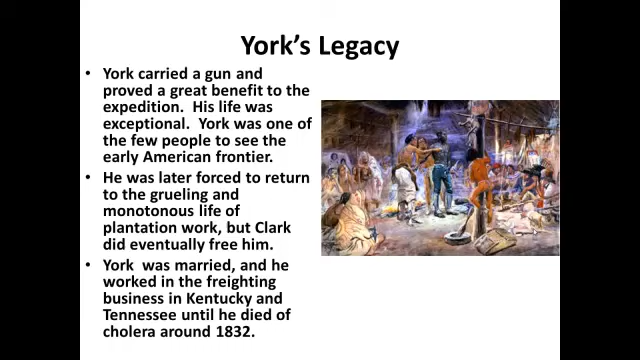 York's Legacy
• York carried a gun and
proved a great benefit to the
expedition.  His life was
exceptional.  York was one of
the few people to see the
early American frontier.
• He was later forced to return
to the grueling and
monotonous life of
plantation work, but Clark
did eventually free him.
• York  was married, and he
worked in the freighting
business in Kentucky and
Tennessee until he died of
cholera around 1832.